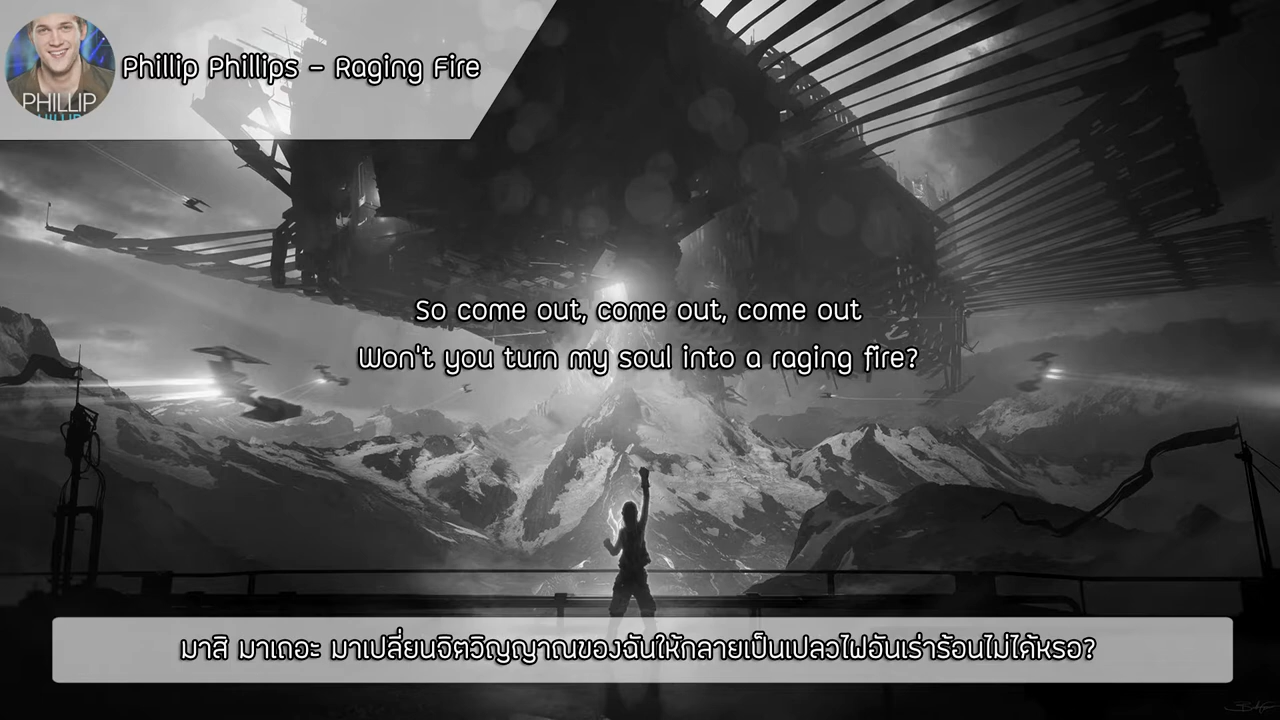 Phillip Phillips - Raging Fire
PHILLIP
So come out, come out, come out
Won't you turn my soul into a raging fire?
มาสิ มาเถอะ มาเปลี่ยนจิตวิญญาณของฉันให้กลายเป็นเปลวไฟอันเร่าร้อนไม่ได้หรอ?